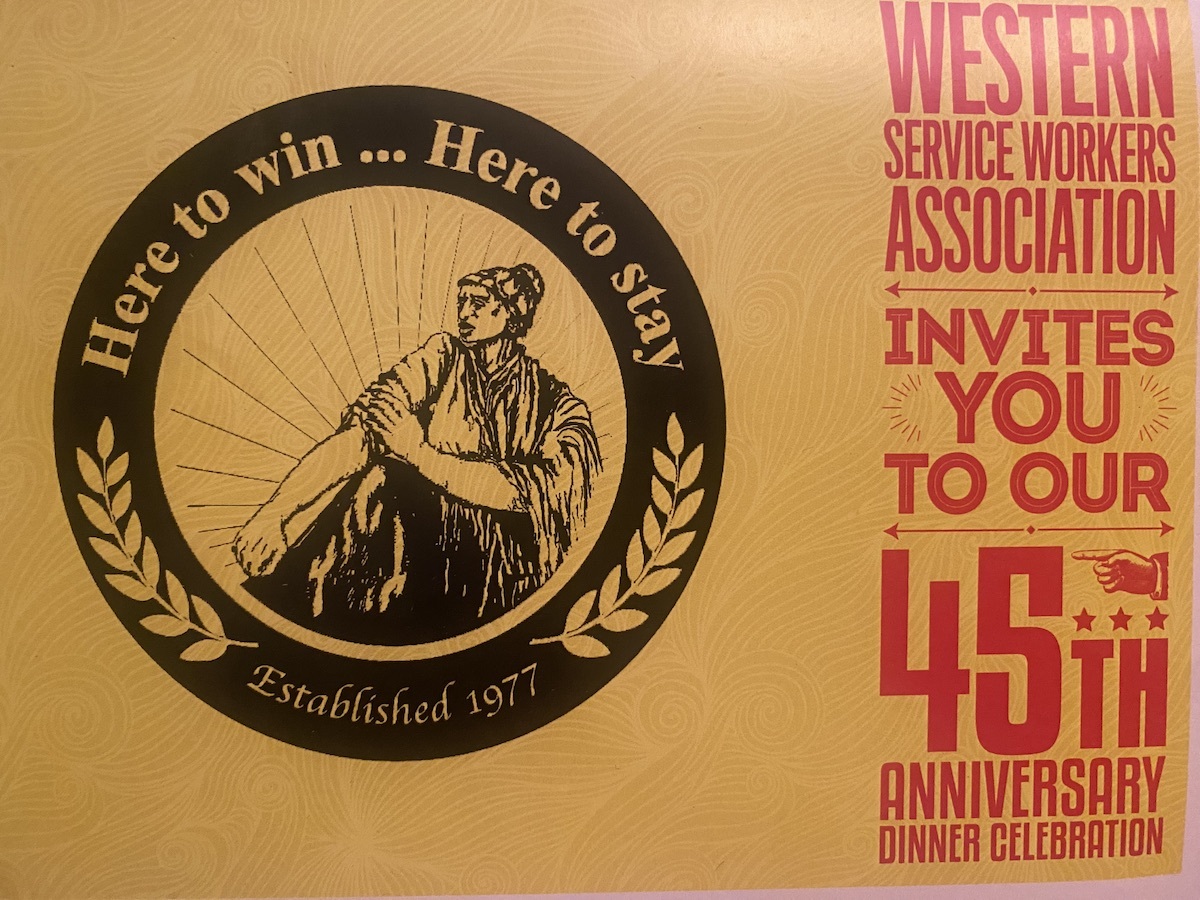 Here to win ... Here to stay
Established 1977
WESTERN
SERVICE WORKERS
ASSOCIATION
INVITES
YOU
TO OUR
45TH
ANNIVERSARY
DINNER CELEBRATION